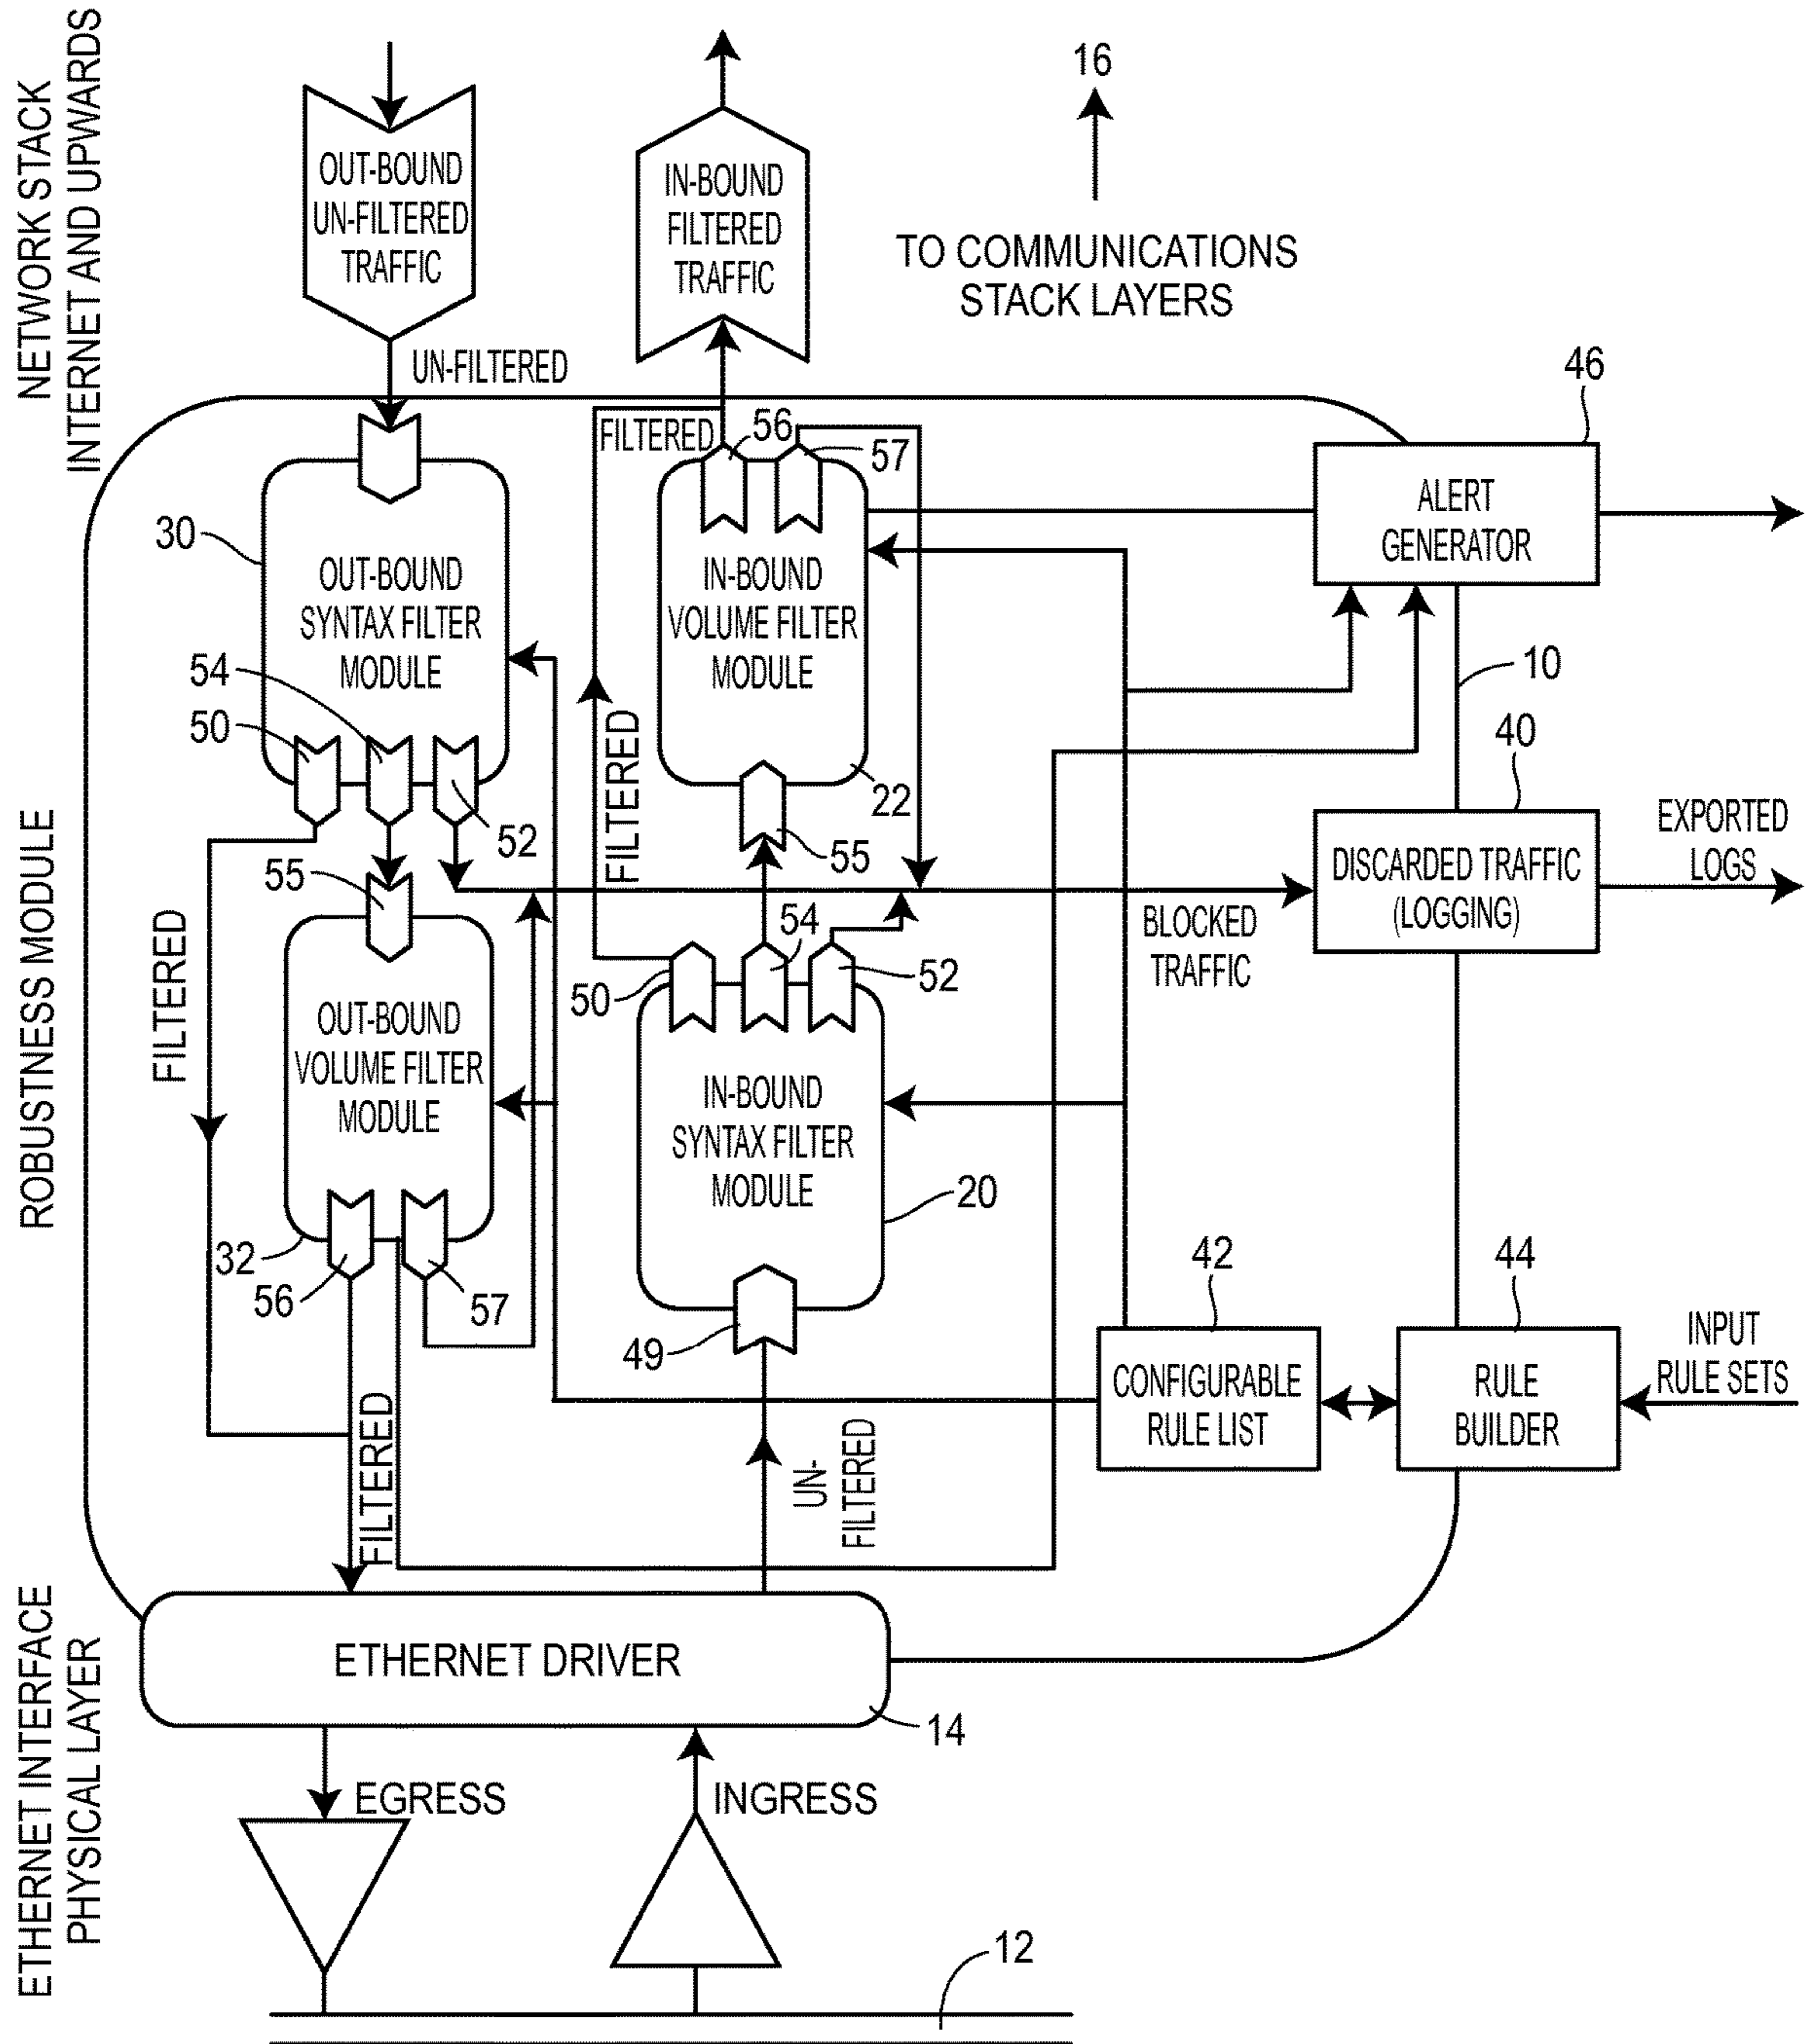 NETWORK STACK
INTERNET AND UPWARDS
OUT-BOUND
UN-FILTERED
TRAFFIC
IN-BOUND
FILTERED
TRAFFIC
16
TO COMMUNICATIONS
STACK LAYERS
UN-FILTERED
46
FILTERED
56
57
ALERT
GENERATOR
30
OUT-BOUND
SYNTAX FILTER
MODULE
IN-BOUND
VOLUME FILTER
MODULE
54
50
10
40
FILTERED
22
52
55
55
DISCARDED TRAFFIC
(LOGGING)
EXPORTED
LOGS
ROBUSTNESS MODULE
FILTERED
BLOCKED
TRAFFIC
54
50
52
OUT-BOUND
VOLUME FILTER
MODULE
IN-BOUND
SYNTAX FILTER
MODULE
20
32
56
57
49
42
44
CONFIGURABLE
RULE LIST
RULE
BUILDER
INPUT
RULE SETS
FILTERED
UN-
FILTERED
ETHERNET INTERFACE
PHYSICAL LAYER
ETHERNET DRIVER
14
EGRESS
INGRESS
12